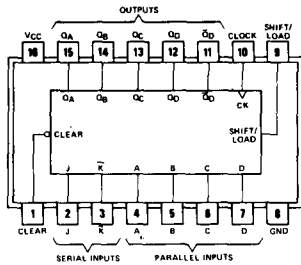 OUTPUTS
VCC QA QB QC QD Q̅D CLOCK SHIFT/LOAD
16 15 14 13 12 11 10 9
QA QB QC QD Q̅D CK
CLEAR SHIFT/LOAD
J K̅ A B C D
1 2 3 4 5 6 7 8
CLEAR J K̅ A B C D GND
SERIAL INPUTS PARALLEL INPUTS